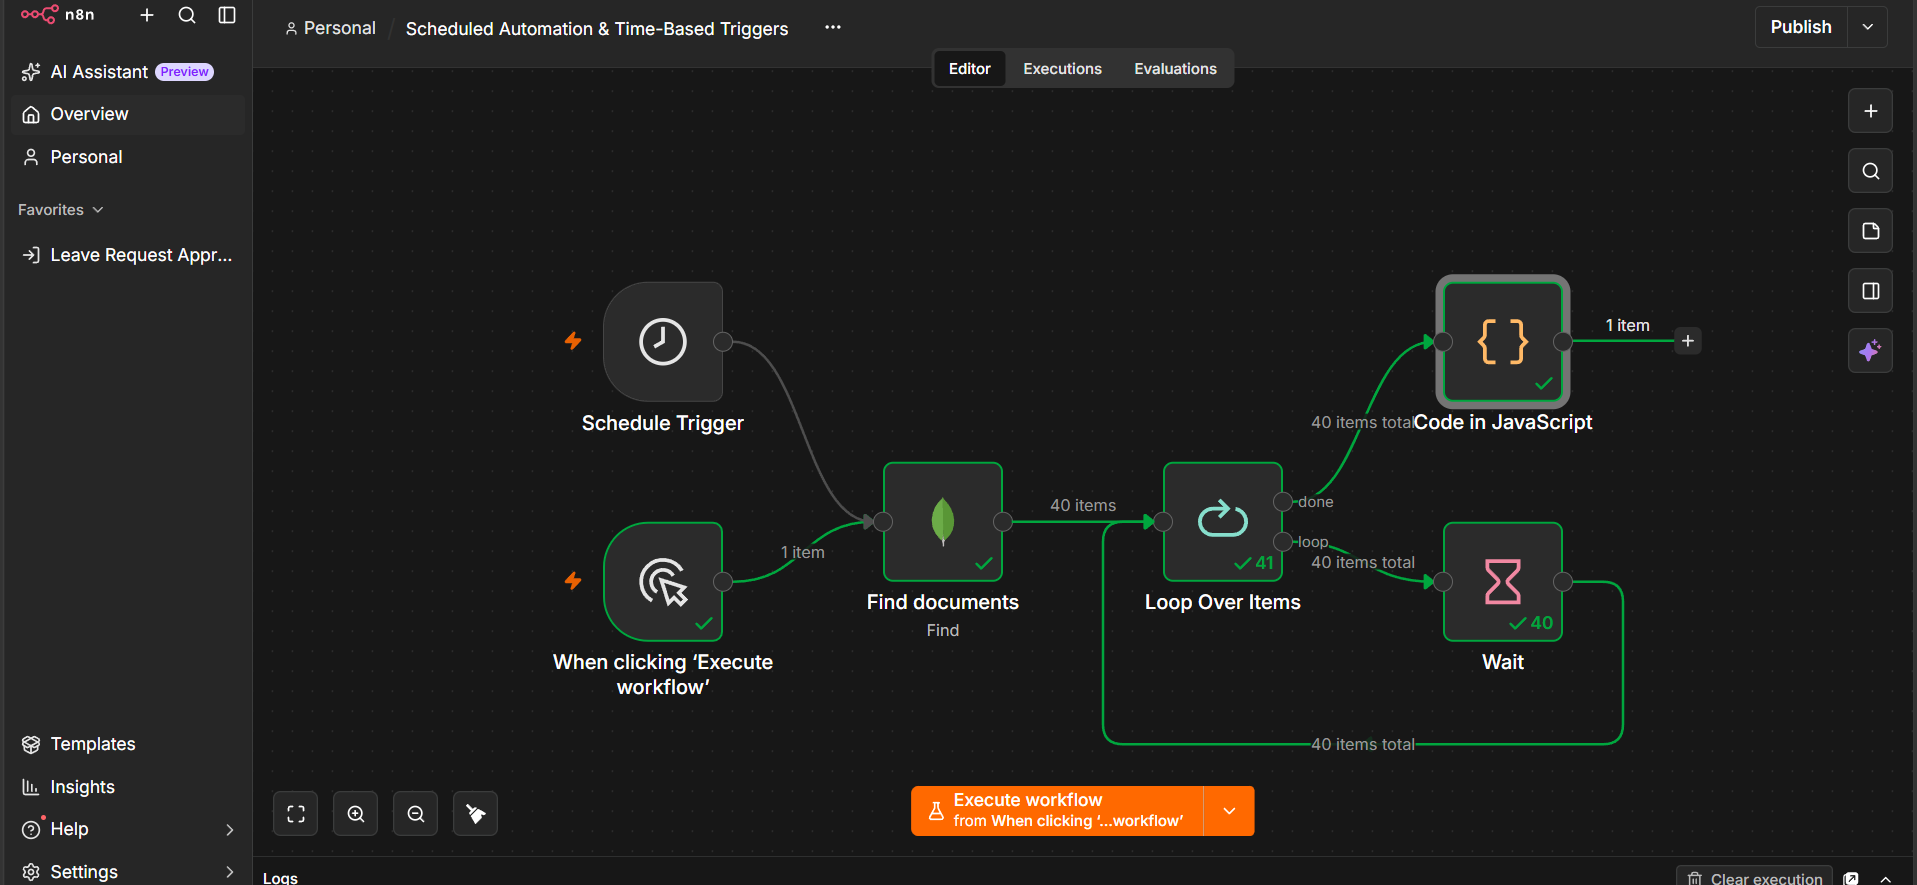 n8n
AI Assistant Preview
Overview
Personal
Favorites
Leave Request Appr...
Templates
Insights
Help
Settings
Personal / Scheduled Automation & Time-Based Triggers ...
Publish
Editor Executions Evaluations
Schedule Trigger
When clicking ‘Execute
workflow’
1 item
Find documents
Find
40 items
41
Loop Over Items
done
loop
40 items total
40 items total
Code in JavaScript
1 item
40
Wait
40 items total
Execute workflow
from When clicking ‘...workflow’
Logs
Clear execution